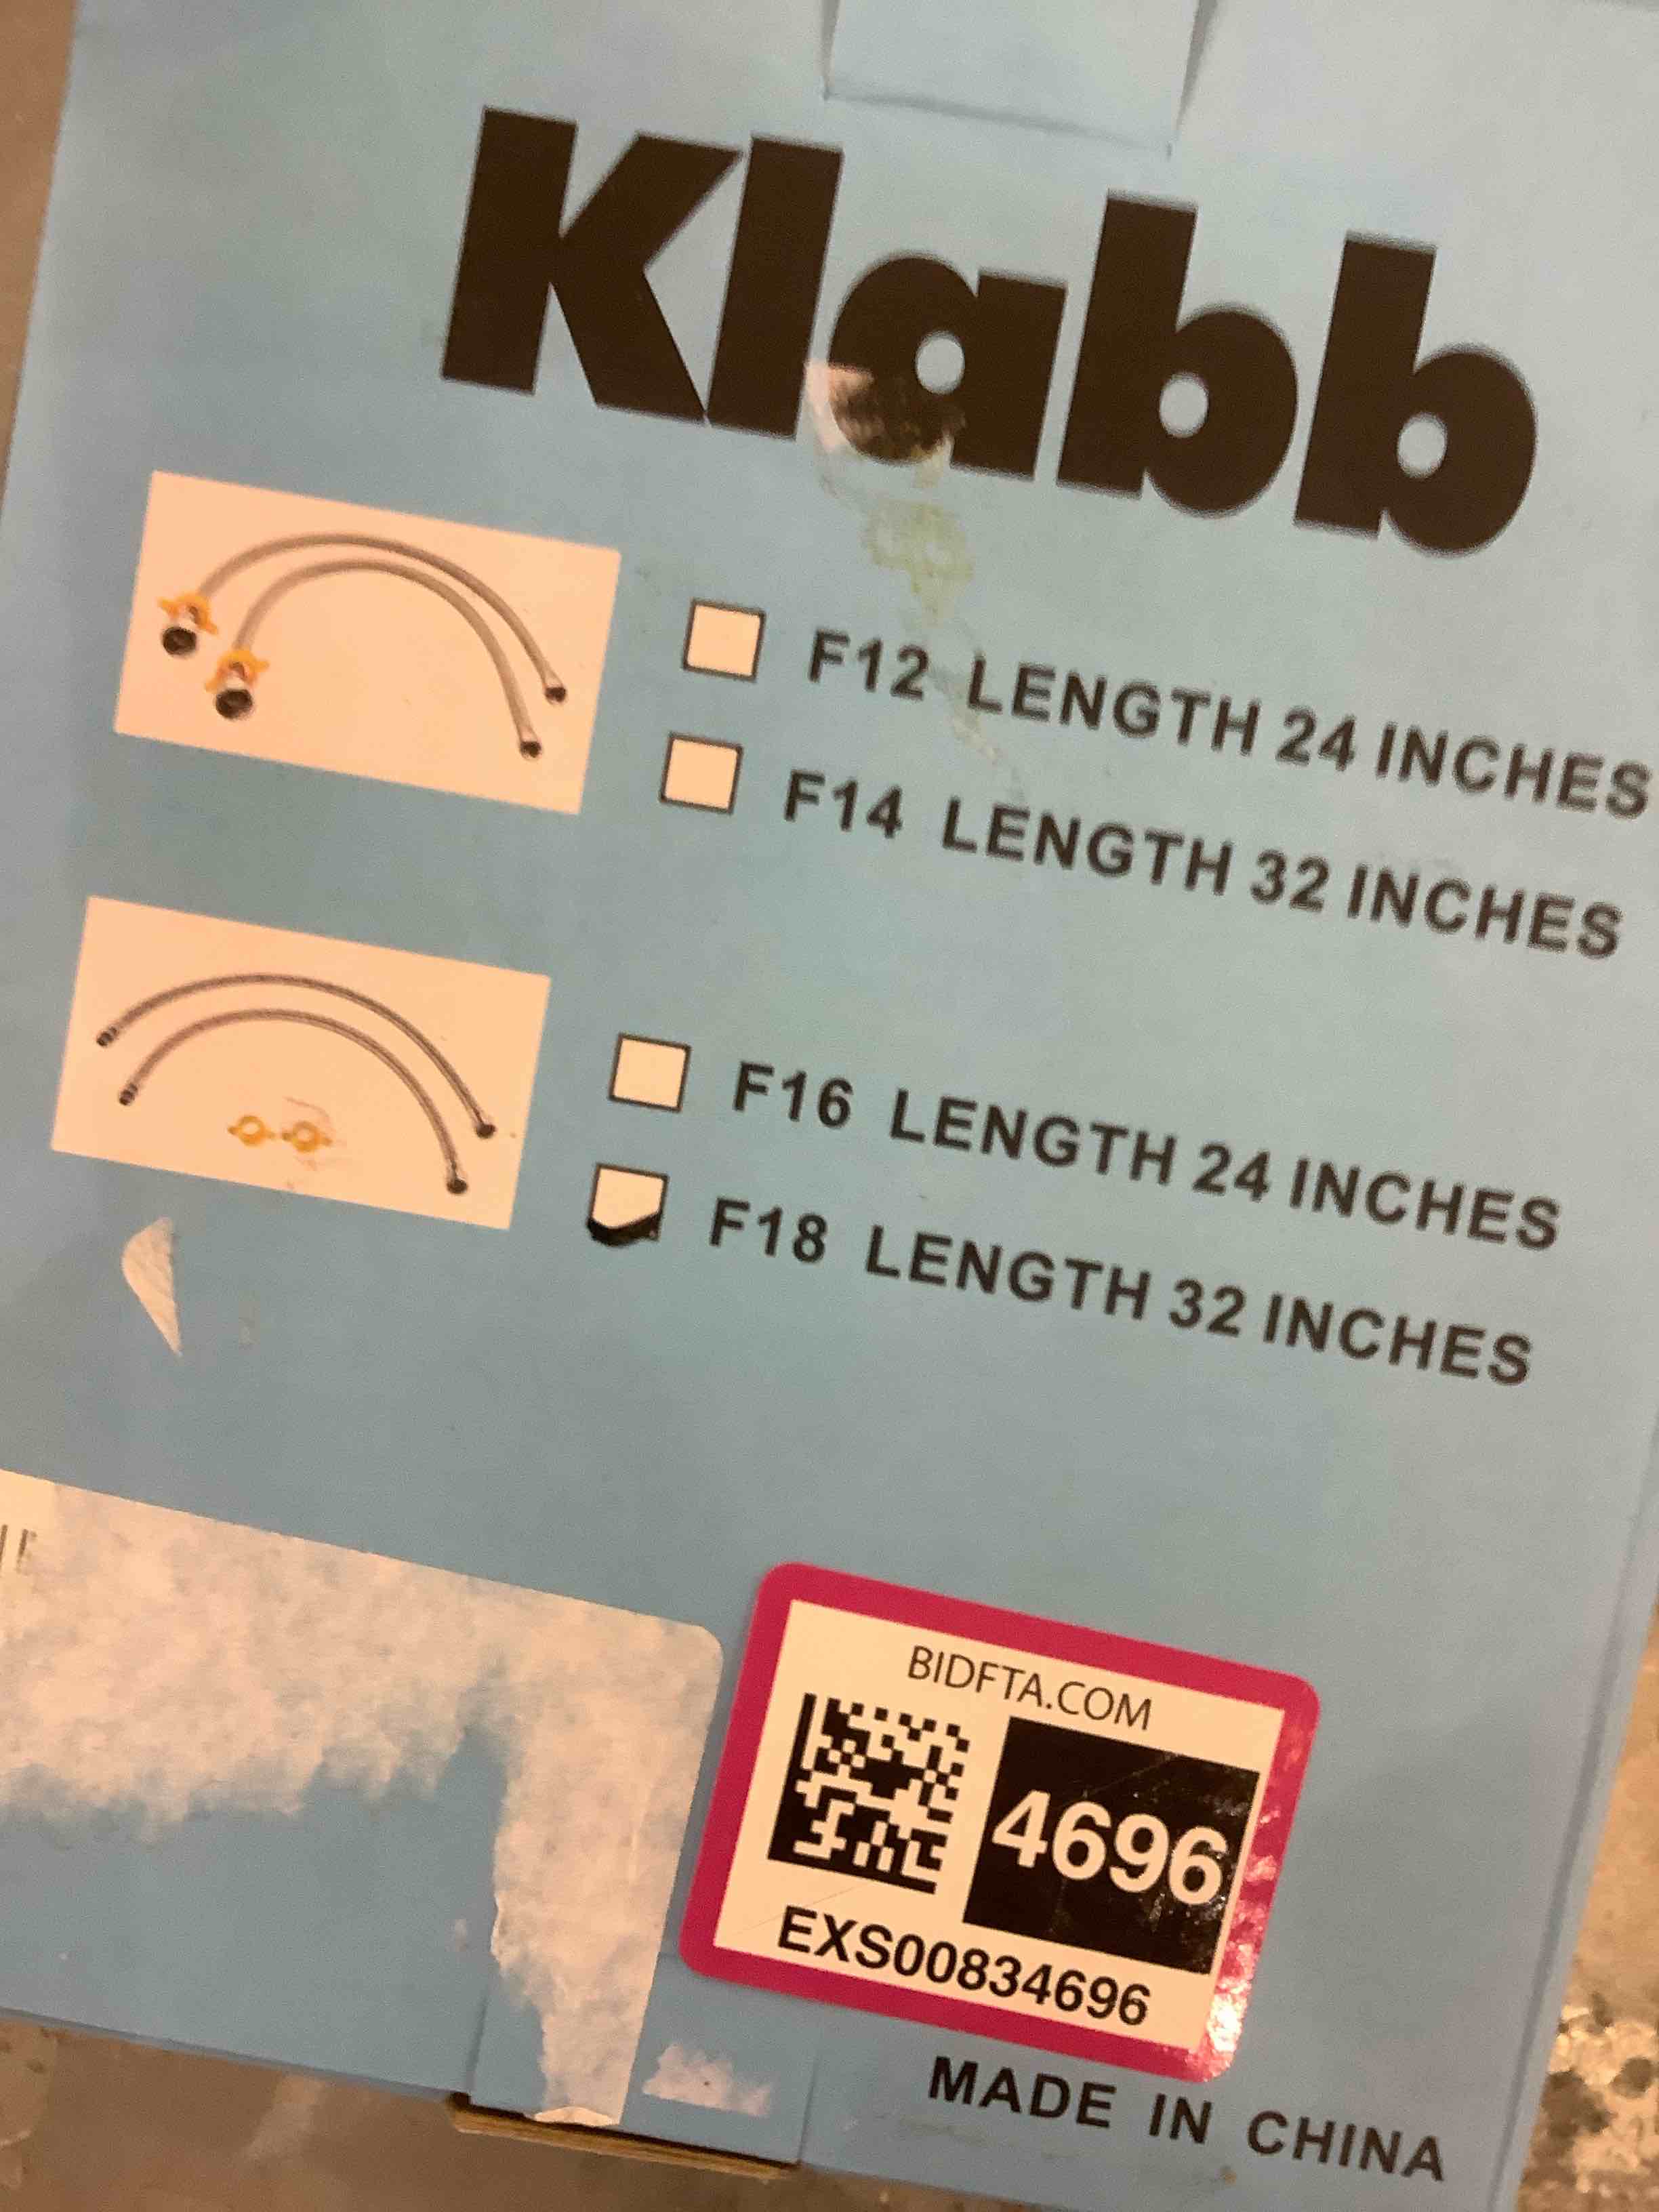 Klabb
F12 LENGTH 24 INCHES
F14 LENGTH 32 INCHES
F16 LENGTH 24 INCHES
F18 LENGTH 32 INCHES
BIDFTA.COM
4696
EXS00834696
MADE IN CHINA